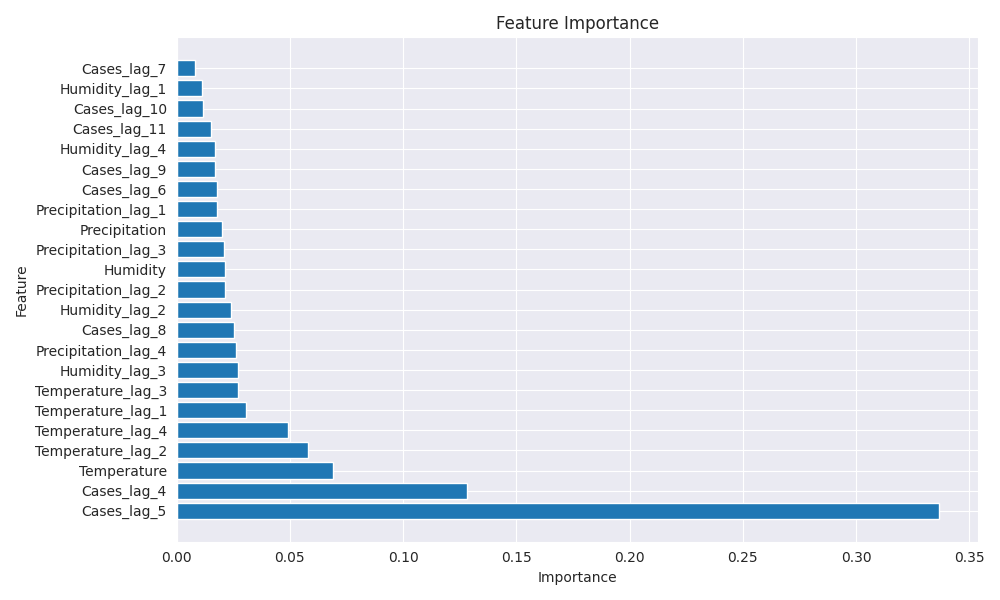 Feature Importance
Cases_lag_7
Humidity_lag_1
Cases_lag_10
Cases_lag_11
Humidity_lag_4
Cases_lag_9
Cases_lag_6
Precipitation_lag_1
Precipitation
Precipitation_lag_3
Humidity
Precipitation_lag_2
Humidity_lag_2
Cases_lag_8
Precipitation_lag_4
Humidity_lag_3
Temperature_lag_3
Temperature_lag_1
Temperature_lag_4
Temperature_lag_2
Temperature
Cases_lag_4
Cases_lag_5
Feature
0.00 0.05 0.10 0.15 0.20 0.25 0.30 0.35
Importance